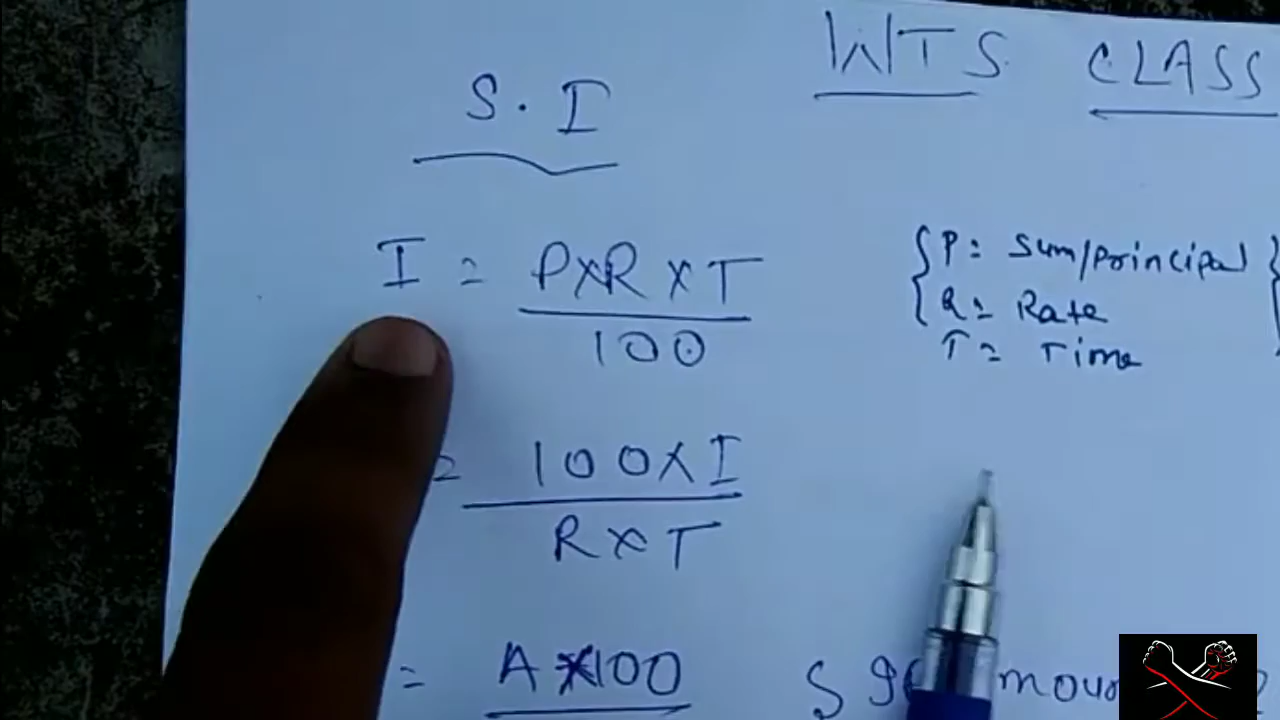 WTS CLASS
S.I
I = P×R×T
100
{P = Sum/principal}
R = Rate
T = Time
= 100×I
R×T
= A×100